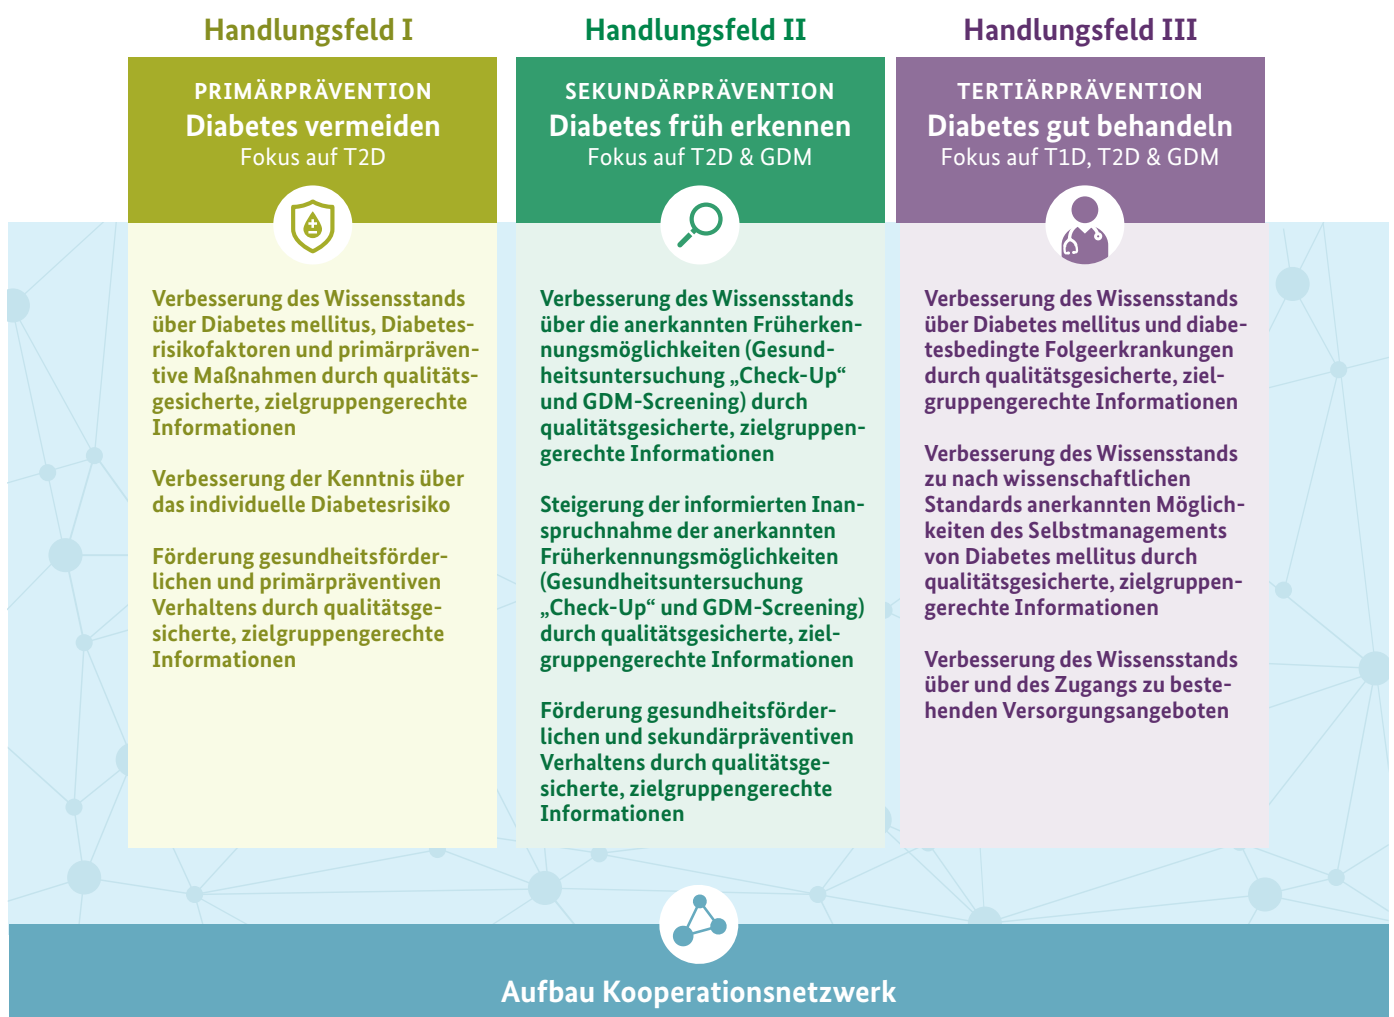 Handlungsfeld I
PRIMÄRPRÄVENTION
Diabetes vermeiden
Fokus auf T2D
Verbesserung des Wissensstands
über Diabetes mellitus, Diabetes-
risikofaktoren und primärpräven-
tive Maßnahmen durch qualitäts-
gesicherte, zielgruppengerechte
Informationen
Verbesserung der Kenntnis über
das individuelle Diabetesrisiko
Förderung gesundheitsförder-
lichen und primärpräventiven
Verhaltens durch qualitätsge-
sicherte, zielgruppengerechte
Informationen
Handlungsfeld II
SEKUNDÄRPRÄVENTION
Diabetes früh erkennen
Fokus auf T2D & GDM
Verbesserung des Wissensstands
über die anerkannten Früherken-
nungsmöglichkeiten (Gesund-
heitsuntersuchung „Check-Up“
und GDM-Screening) durch
qualitätsgesicherte, zielgruppen-
gerechte Informationen
Steigerung der informierten Inan-
spruchnahme der anerkannten
Früherkennungsmöglichkeiten
(Gesundheitsuntersuchung
„Check-Up“ und GDM-Screening)
durch qualitätsgesicherte, ziel-
gruppengerechte Informationen
Förderung gesundheitsförder-
lichen und sekundärpräventiven
Verhaltens durch qualitätsge-
sicherte, zielgruppengerechte
Informationen
Handlungsfeld III
TERTIÄRPRÄVENTION
Diabetes gut behandeln
Fokus auf T1D, T2D & GDM
Verbesserung des Wissensstands
über Diabetes mellitus und diabe-
tesbedingte Folgeerkrankungen
durch qualitätsgesicherte, ziel-
gruppengerechte Informationen
Verbesserung des Wissensstands
zu nach wissenschaftlichen
Standards anerkannten Möglich-
keiten des Selbstmanagements
von Diabetes mellitus durch
qualitätsgesicherte, zielgruppen-
gerechte Informationen
Verbesserung des Wissensstands
über und des Zugangs zu beste-
henden Versorgungsangeboten
Aufbau Kooperationsnetzwerk